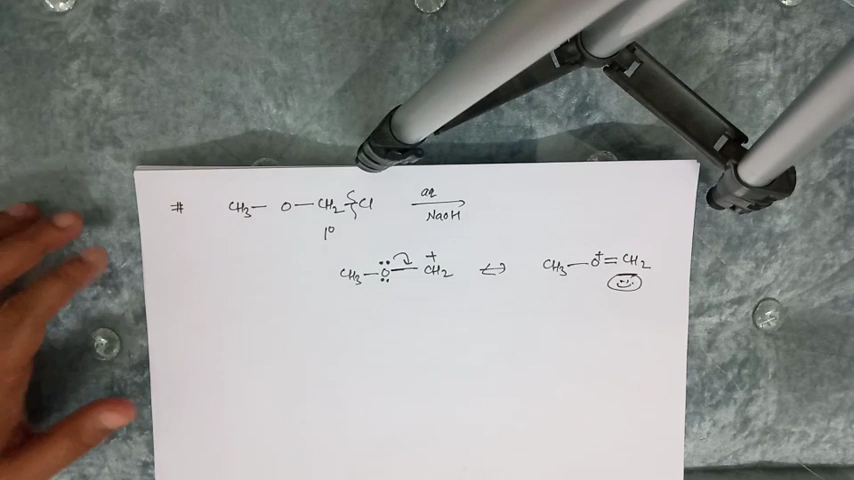 # CH3— O—CH2 Cl aq
NaOH
1°
CH3—O—CH2 + ↔ CH3—O+=CH2